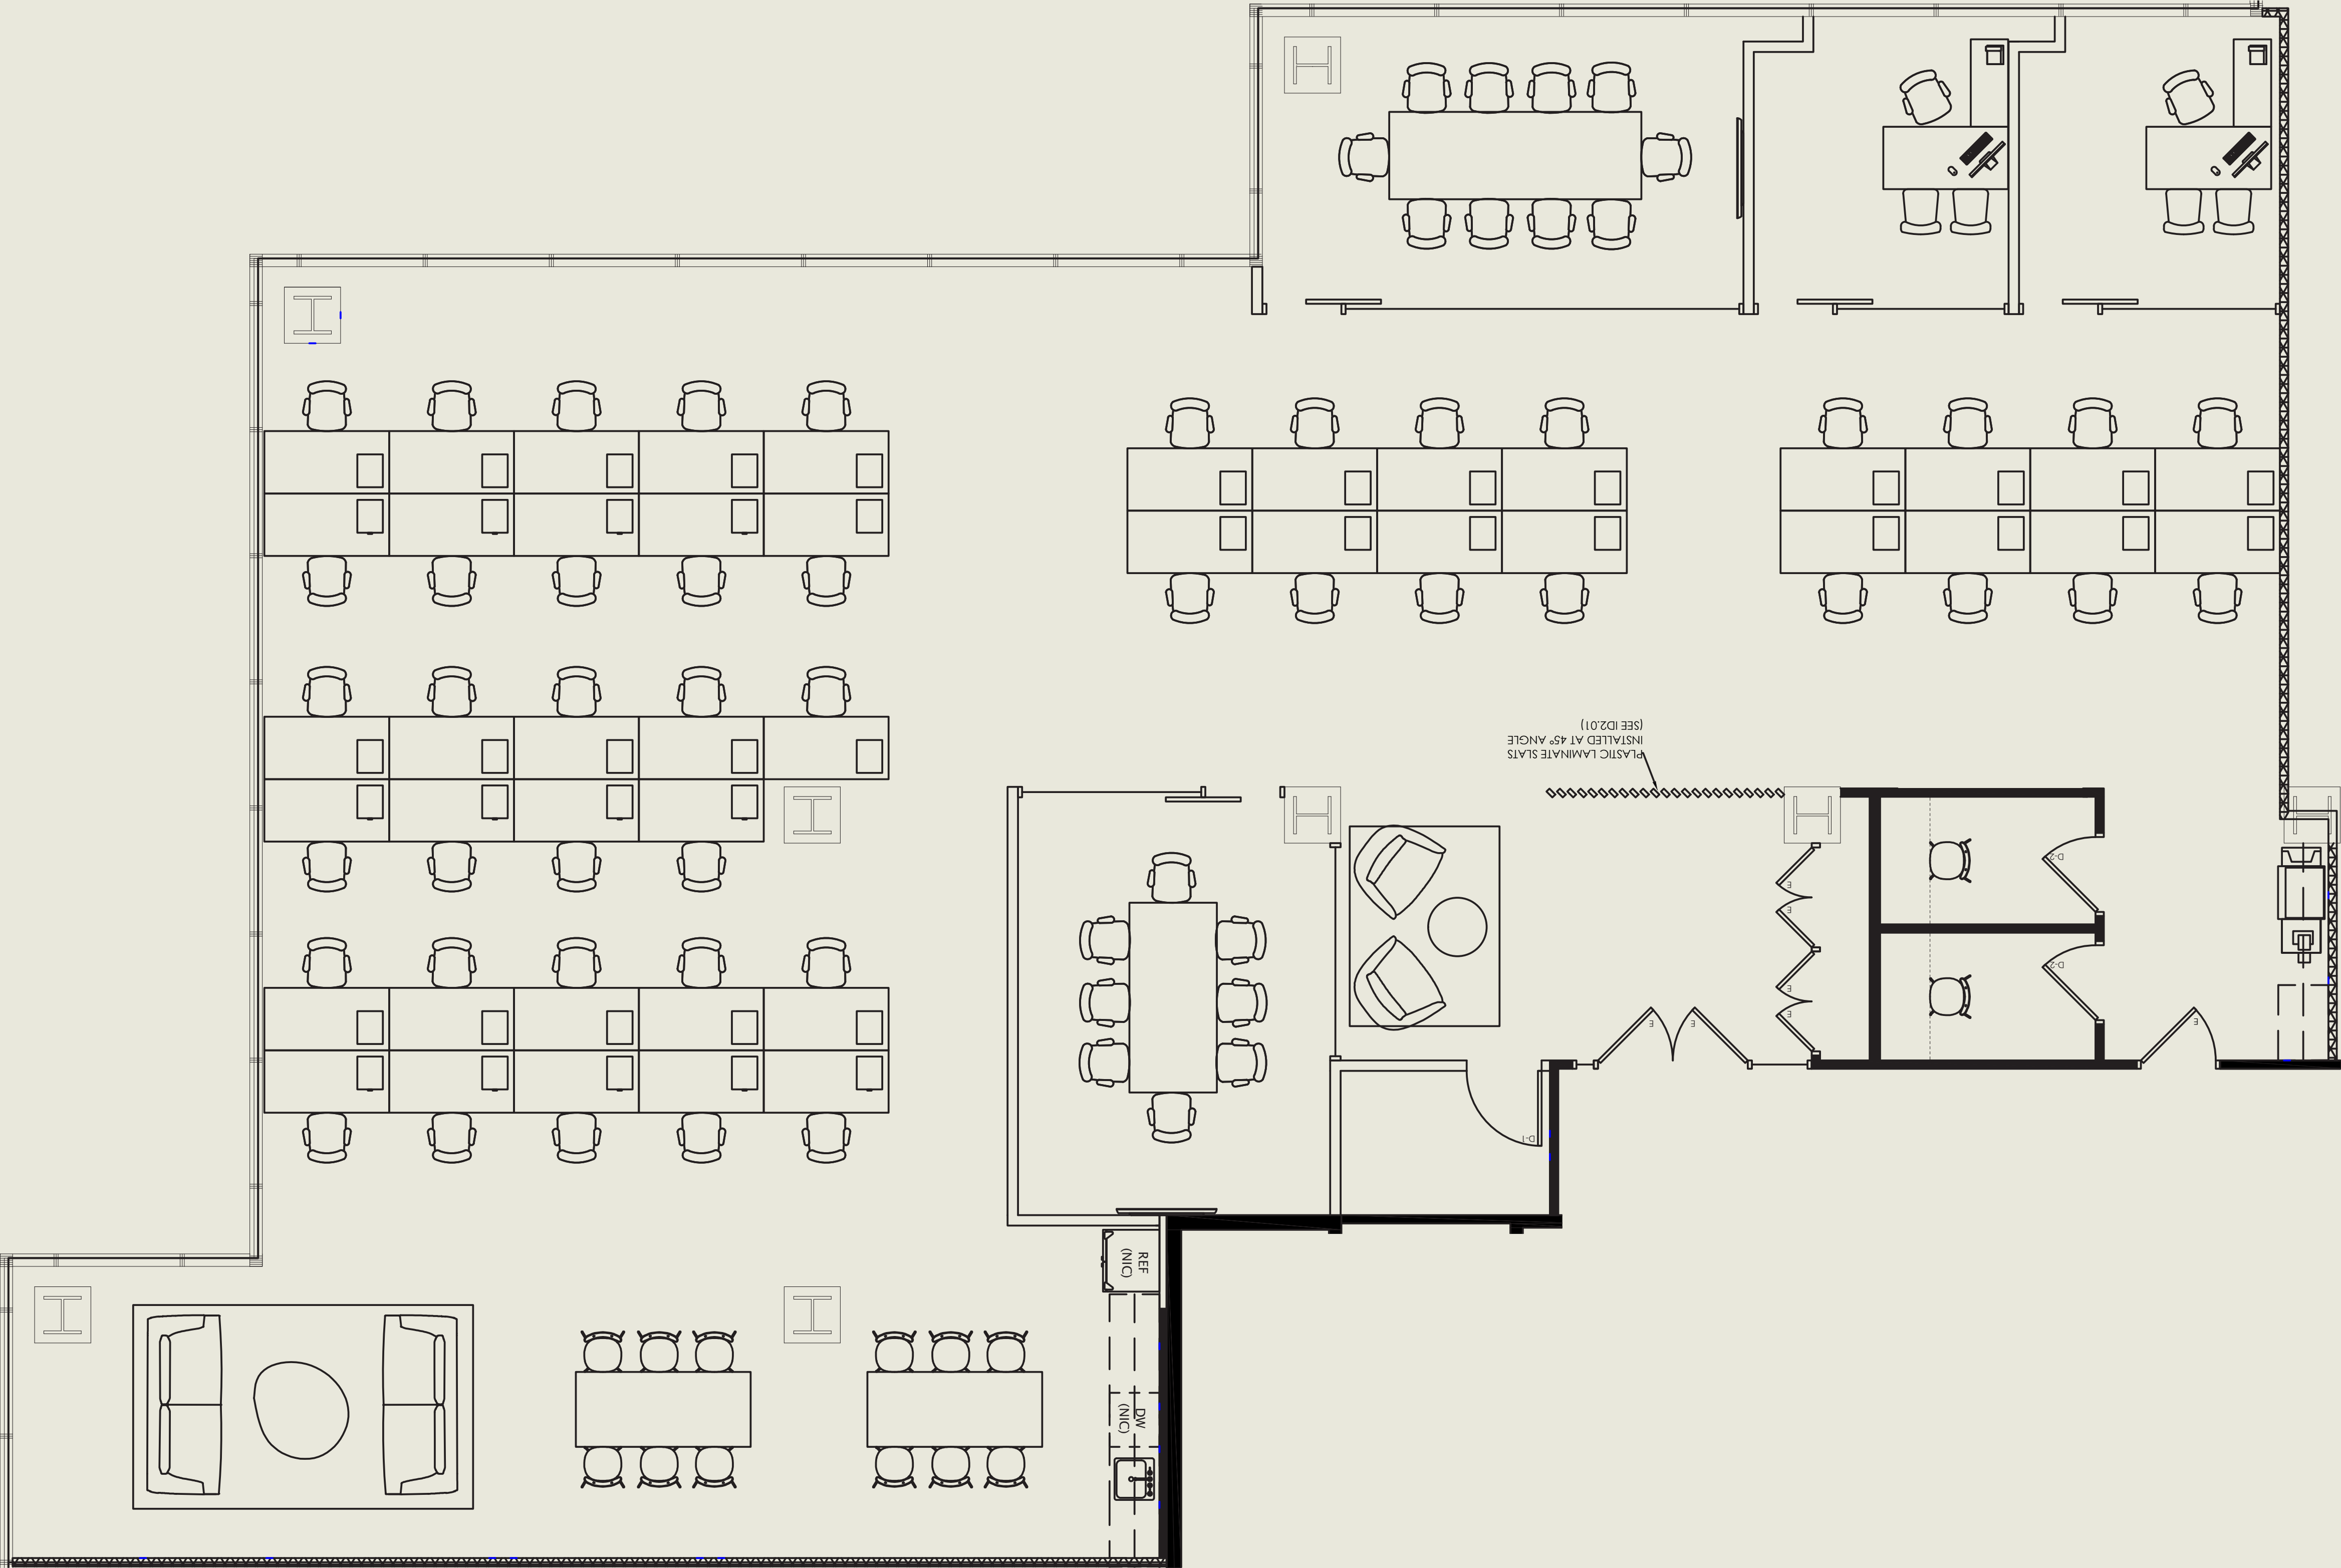 PLASTIC LAMINATE SLATS
INSTALLED AT 45° ANGLE
(SEE ID2.01)
E
E
E
E
E
E
D-2
D-2
E
D-1
REF
(NIC)
DW
(NIC)